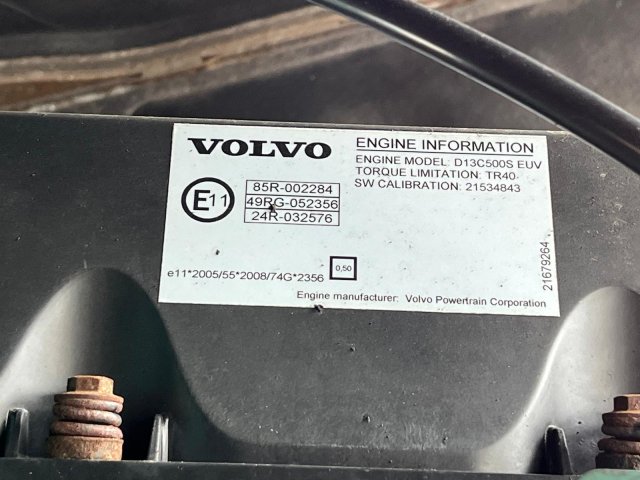 VOLVO
ENGINE INFORMATION
ENGINE MODEL: D13C500S EUV
TORQUE LIMITATION: TR40
SW CALIBRATION: 21534843
E11
85R-002284
49RG-052356
24R-032576
e11*2005/55*2008/74G*2356
0,50
21679264
Engine manufacturer: Volvo Powertrain Corporation